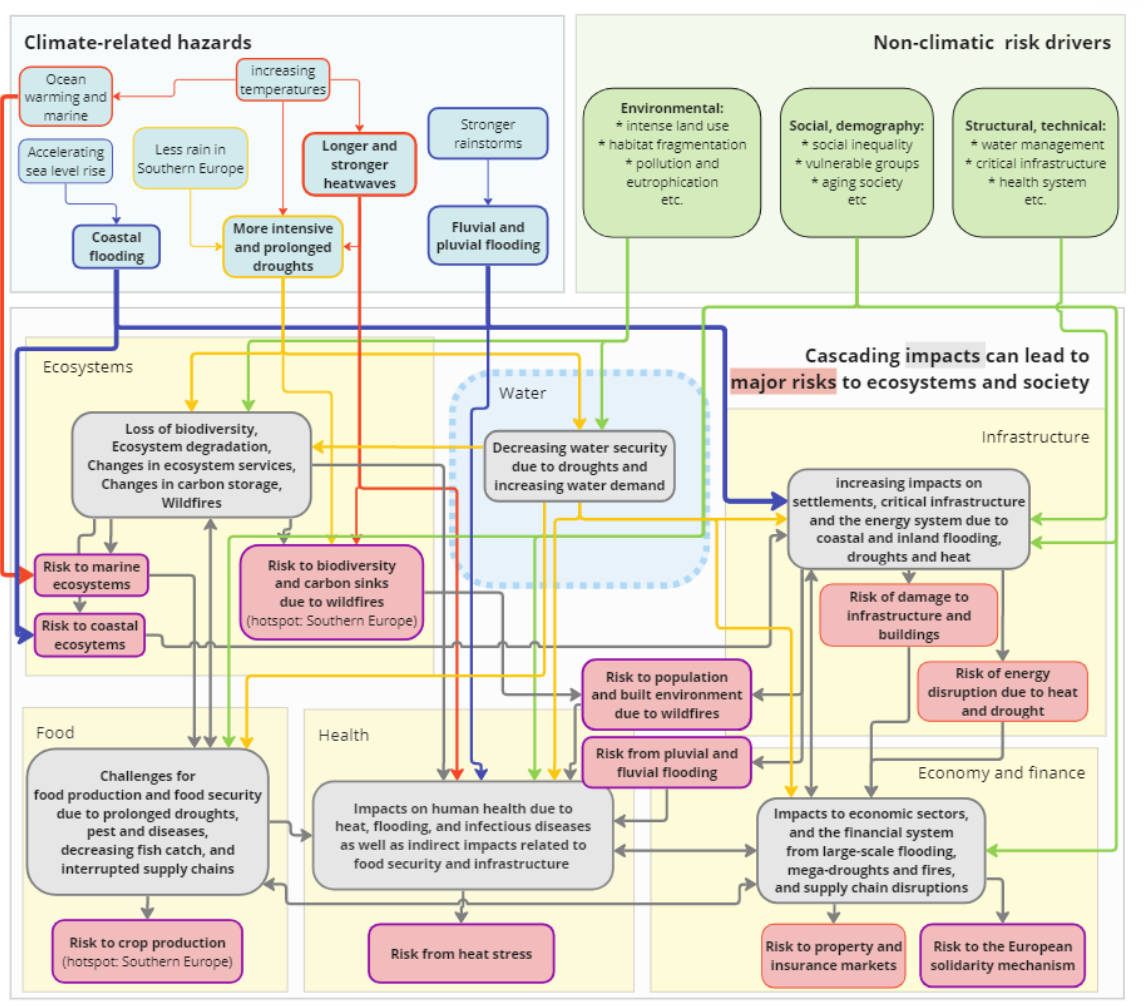 Climate-related hazards
Non-climatic risk drivers
Ocean
warming and
marine
increasing
temperatures
Accelerating
sea level rise
Less rain in
Southern Europe
Longer and
stronger
heatwaves
Stronger
rainstorms
Coastal
flooding
More intensive
and prolonged
droughts
Fluvial and
pluvial flooding
Environmental:
* intense land use
* habitat fragmentation
* pollution and
eutrophication
etc.
Social, demography:
* social inequality
* vulnerable groups
* aging society
etc
Structural, technical:
* water management
* critical infrastructure
* health system
etc.
Cascading impacts can lead to
major risks to ecosystems and society
Ecosystems
Loss of biodiversity,
Ecosystem degradation,
Changes in ecosystem services,
Changes in carbon storage,
Wildfires
Risk to marine
ecosystems
Risk to coastal
ecosytems
Risk to biodiversity
and carbon sinks
due to wildfires
(hotspot: Southern Europe)
Water
Decreasing water security
due to droughts and
increasing water demand
Infrastructure
increasing impacts on
settlements, critical infrastructure
and the energy system due to
coastal and inland flooding,
droughts and heat
Risk of damage to
infrastructure and
buildings
Risk of energy
disruption due to heat
and drought
Risk to population
and built environment
due to wildfires
Risk from pluvial and
fluvial flooding
Food
Challenges for
food production and food security
due to prolonged droughts,
pest and diseases,
decreasing fish catch, and
interrupted supply chains
Risk to crop production
(hotspot: Southern Europe)
Health
Impacts on human health due to
heat, flooding, and infectious diseases
as well as indirect impacts related to
food security and infrastructure
Risk from heat stress
Economy and finance
Impacts to economic sectors,
and the financial system
from large-scale flooding,
mega-droughts and fires,
and supply chain disruptions
Risk to property and
insurance markets
Risk to the European
solidarity mechanism